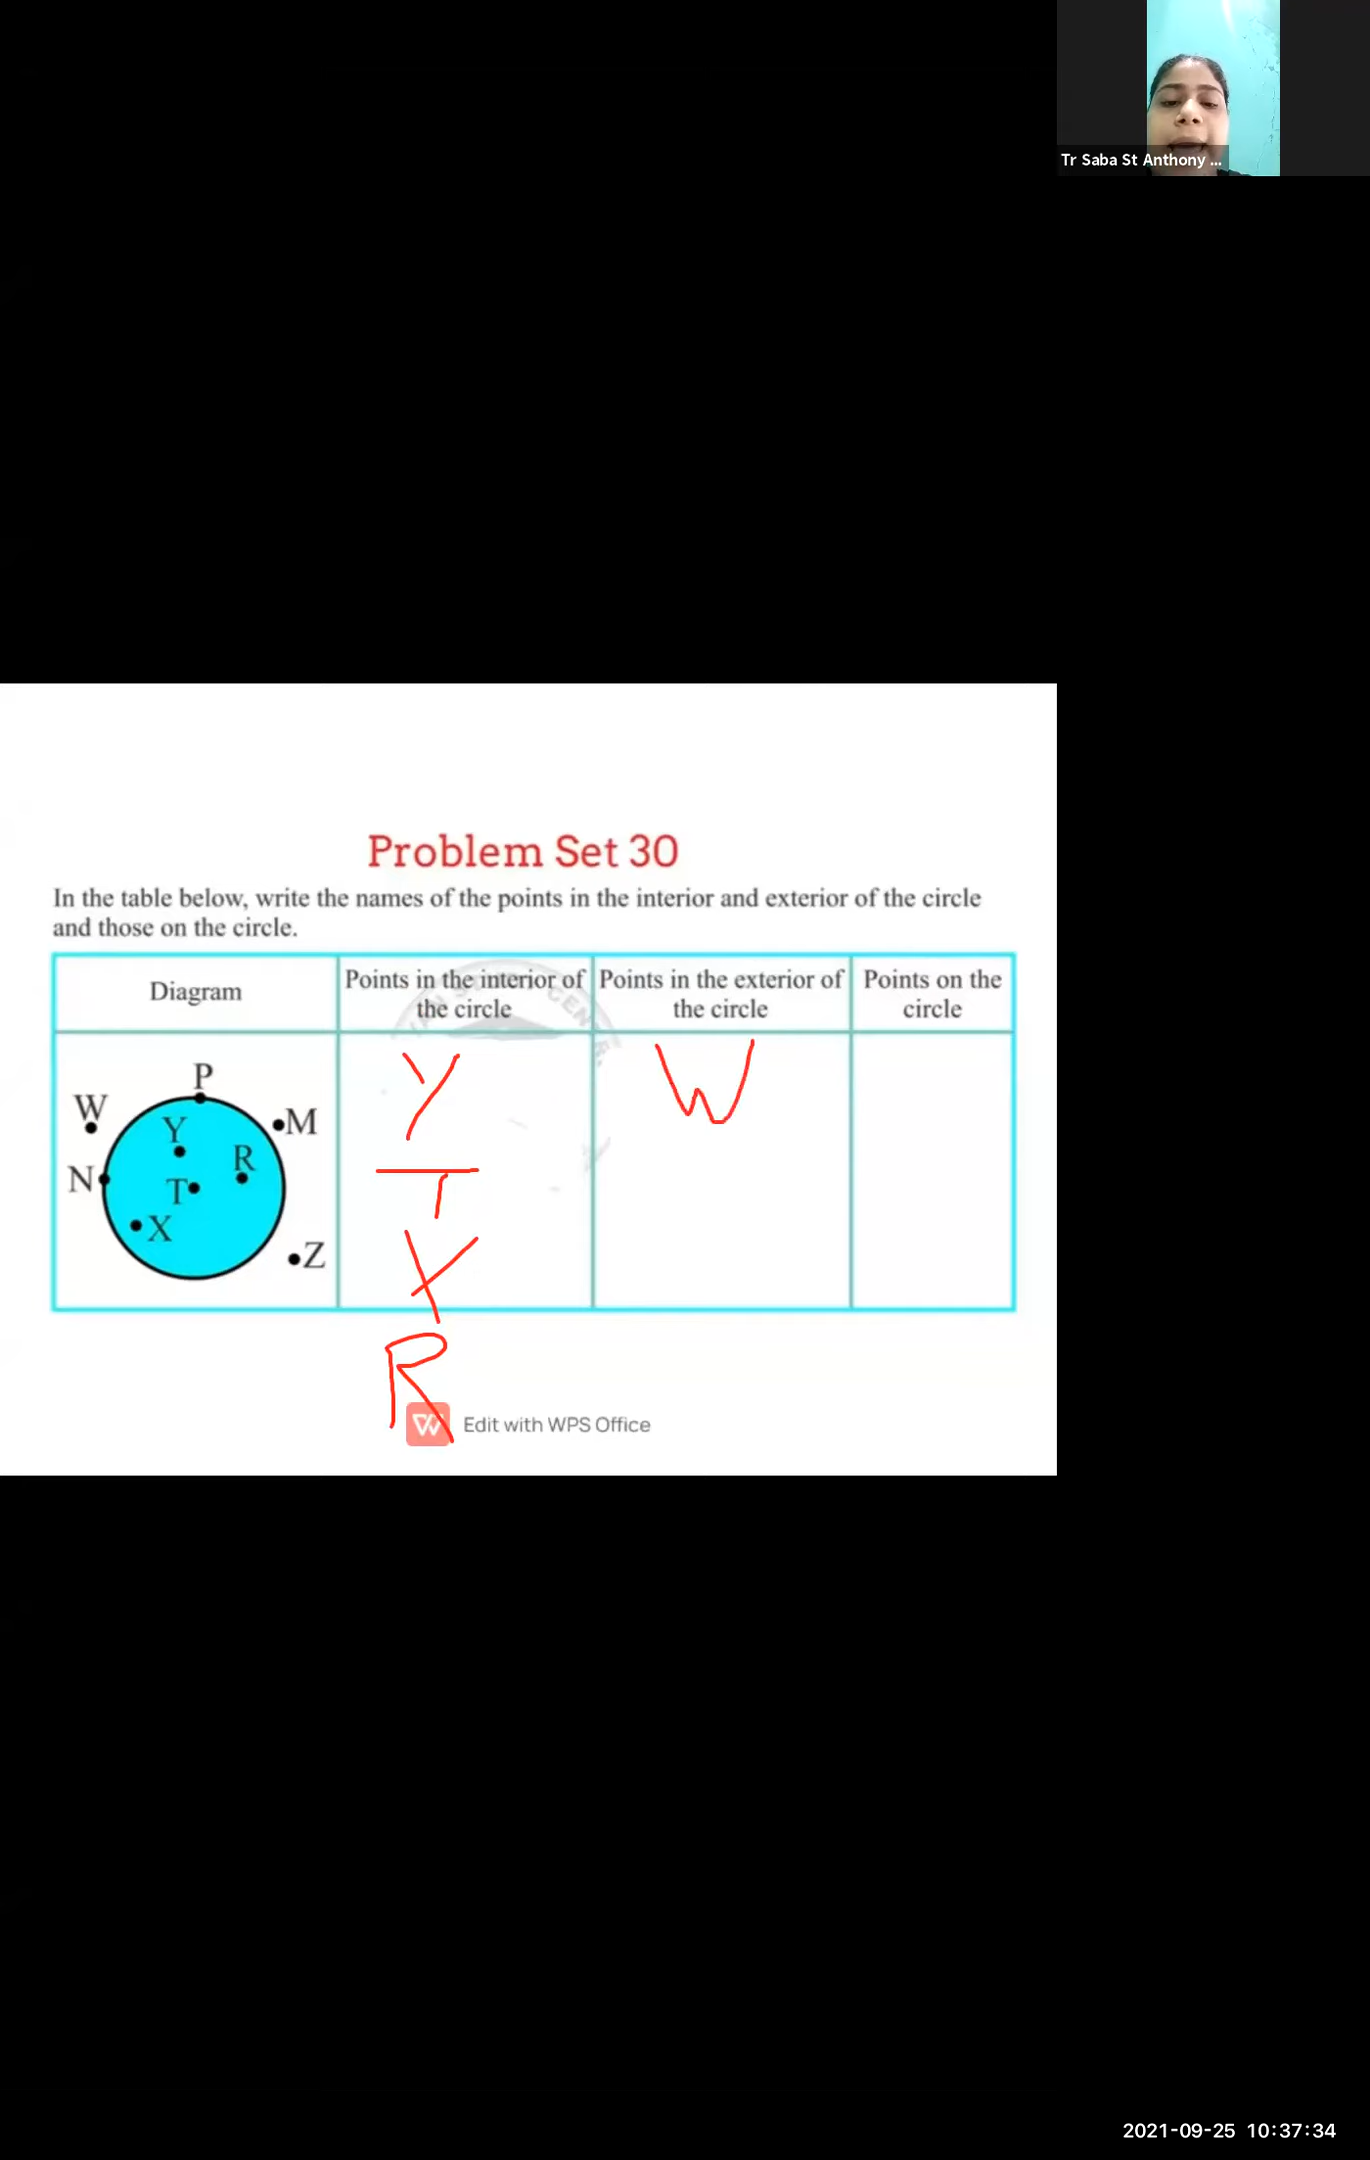 Tr Saba St Anthony ...
Problem Set 30
In the table below, write the names of the points in the interior and exterior of the circle
and those on the circle.
Diagram
Points in the interior of
the circle
Points in the exterior of
the circle
Points on the
circle
P
W
Y
M
R
N
T
X
Z
Y
T
X
R
W
Edit with WPS Office
2021-09-25 10:37:34